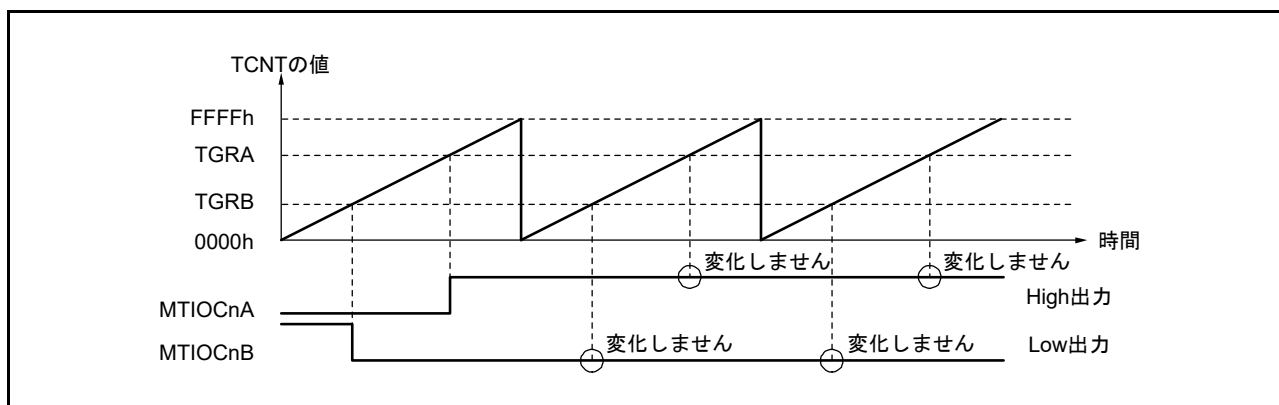 TCNTの値
FFFFh
TGRA
TGRB
0000h
時間
変化しません 変化しません
MTIOCnA
High出力
変化しません 変化しません
MTIOCnB
Low出力